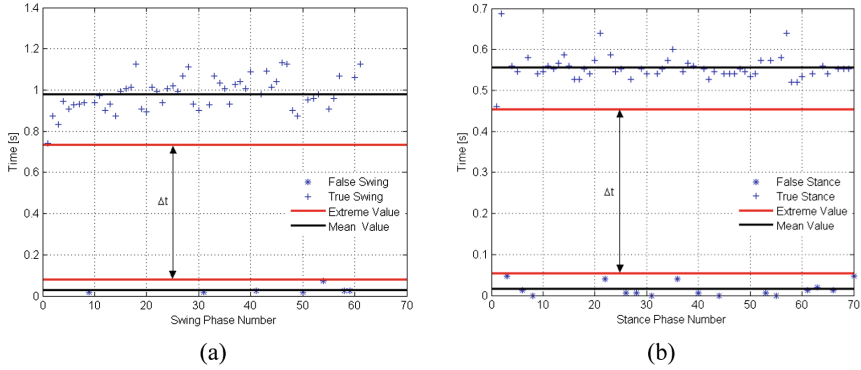 1.4
1.2
1
0.8
0.6
0.4
0.2
0
Time [s]
Δt
False Swing
True Swing
Extreme Value
Mean Value
0 10 20 30 40 50 60 70
Swing Phase Number
(a)
0.7
0.6
0.5
0.4
0.3
0.2
0.1
0
Time [s]
Δt
False Stance
True Stance
Extreme Value
Mean Value
0 10 20 30 40 50 60 70
Stance Phase Number
(b)